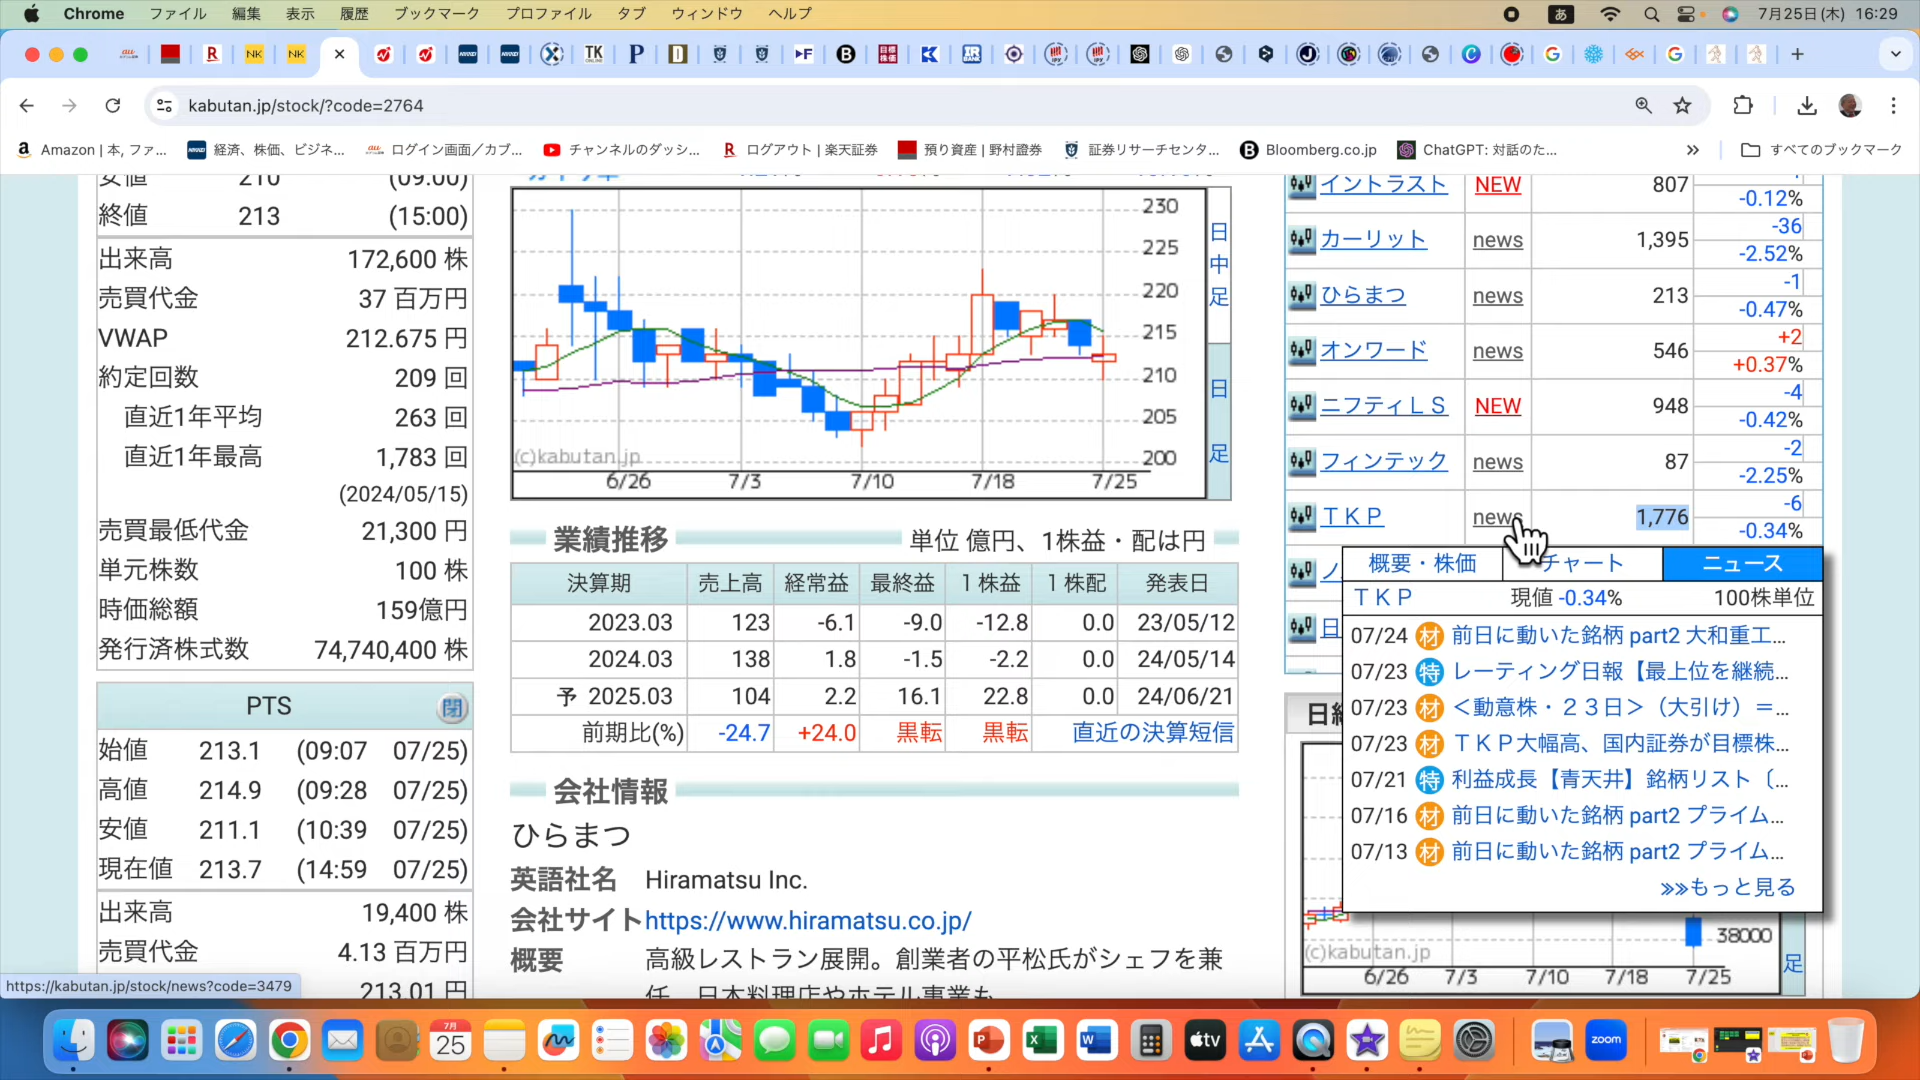 Chrome ファイル 編集 表示 履歴 ブックマーク プロファイル タブ ウィンドウ ヘルプ あ 7月25日(木) 16:29
kabutan.jp/stock/?code=2764
Amazon | 本, ファ... 経済、株価、ビジネ... ログイン画面／カブ... チャンネルのダッシ... ログアウト | 楽天証券 預り資産 | 野村證券 証券リサーチセンタ... Bloomberg.co.jp ChatGPT: 対話のた... すべてのブックマーク
安値 210 (09:00)
終値 213 (15:00)
出来高 172,600 株
売買代金 37 百万円
VWAP 212.675 円
約定回数 209 回
直近1年平均 263 回
直近1年最高 1,783 回
(2024/05/15)
売買最低代金 21,300 円
単元株数 100 株
時価総額 159億円
発行済株式数 74,740,400 株
PTS 閉
始値 213.1 (09:07 07/25)
高値 214.9 (09:28 07/25)
安値 211.1 (10:39 07/25)
現在値 213.7 (14:59 07/25)
出来高 19,400 株
売買代金 4.13 百万円
213.01 円
https://kabutan.jp/stock/news?code=3479
230
225
220
215
210
205
200
(c)kabutan.jp
6/26 7/3 7/10 7/18 7/25
日中足
日足
業績推移 単位 億円、1株益・配は円
決算期 売上高 経常益 最終益 1株益 1株配 発表日
2023.03 123 -6.1 -9.0 -12.8 0.0 23/05/12
2024.03 138 1.8 -1.5 -2.2 0.0 24/05/14
予 2025.03 104 2.2 16.1 22.8 0.0 24/06/21
前期比(%) -24.7 +24.0 黒転 黒転 直近の決算短信
会社情報
ひらまつ
英語社名 Hiramatsu Inc.
会社サイト https://www.hiramatsu.co.jp/
概要 高級レストラン展開。創業者の平松氏がシェフを兼
任。日本料理店やホテル事業も
イントラスト NEW 807 -0.12%
カーリット news 1,395 -36 -2.52%
ひらまつ news 213 -1 -0.47%
オンワード news 546 +2 +0.37%
ニフティＬＳ NEW 948 -4 -0.42%
フィンテック news 87 -2 -2.25%
ＴＫＰ news 1,776 -6 -0.34%
概要・株価 チャート ニュース
ＴＫＰ 現値 -0.34% 100株単位
07/24 材 前日に動いた銘柄 part2 大和重工...
07/23 特 レーティング日報【最上位を継続...
07/23 材 ＜動意株・２３日＞（大引け）＝...
07/23 材 ＴＫＰ大幅高、国内証券が目標株...
07/21 特 利益成長【青天井】銘柄リスト〔...
07/16 材 前日に動いた銘柄 part2 プライム...
07/13 材 前日に動いた銘柄 part2 プライム...
≫もっと見る
日
38000
(c)kabutan.jp
6/26 7/3 7/10 7/18 7/25
足
7月
25
tv
zoom